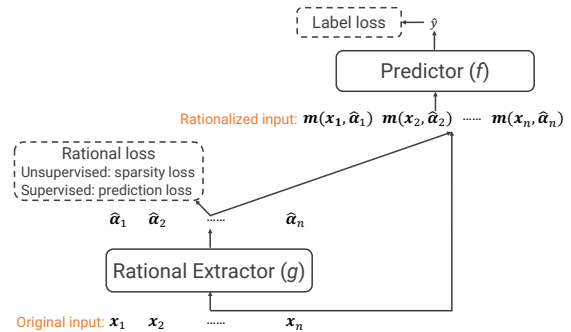 Label loss
ŷ
Predictor (f)
Rationalized input: m(x₁, α̂₁) m(x₂, α̂₂) ...... m(xₙ, α̂ₙ)
Rational loss
Unsupervised: sparsity loss
Supervised: prediction loss
α̂₁ α̂₂ ...... α̂ₙ
Rational Extractor (g)
Original input: x₁ x₂ ...... xₙ